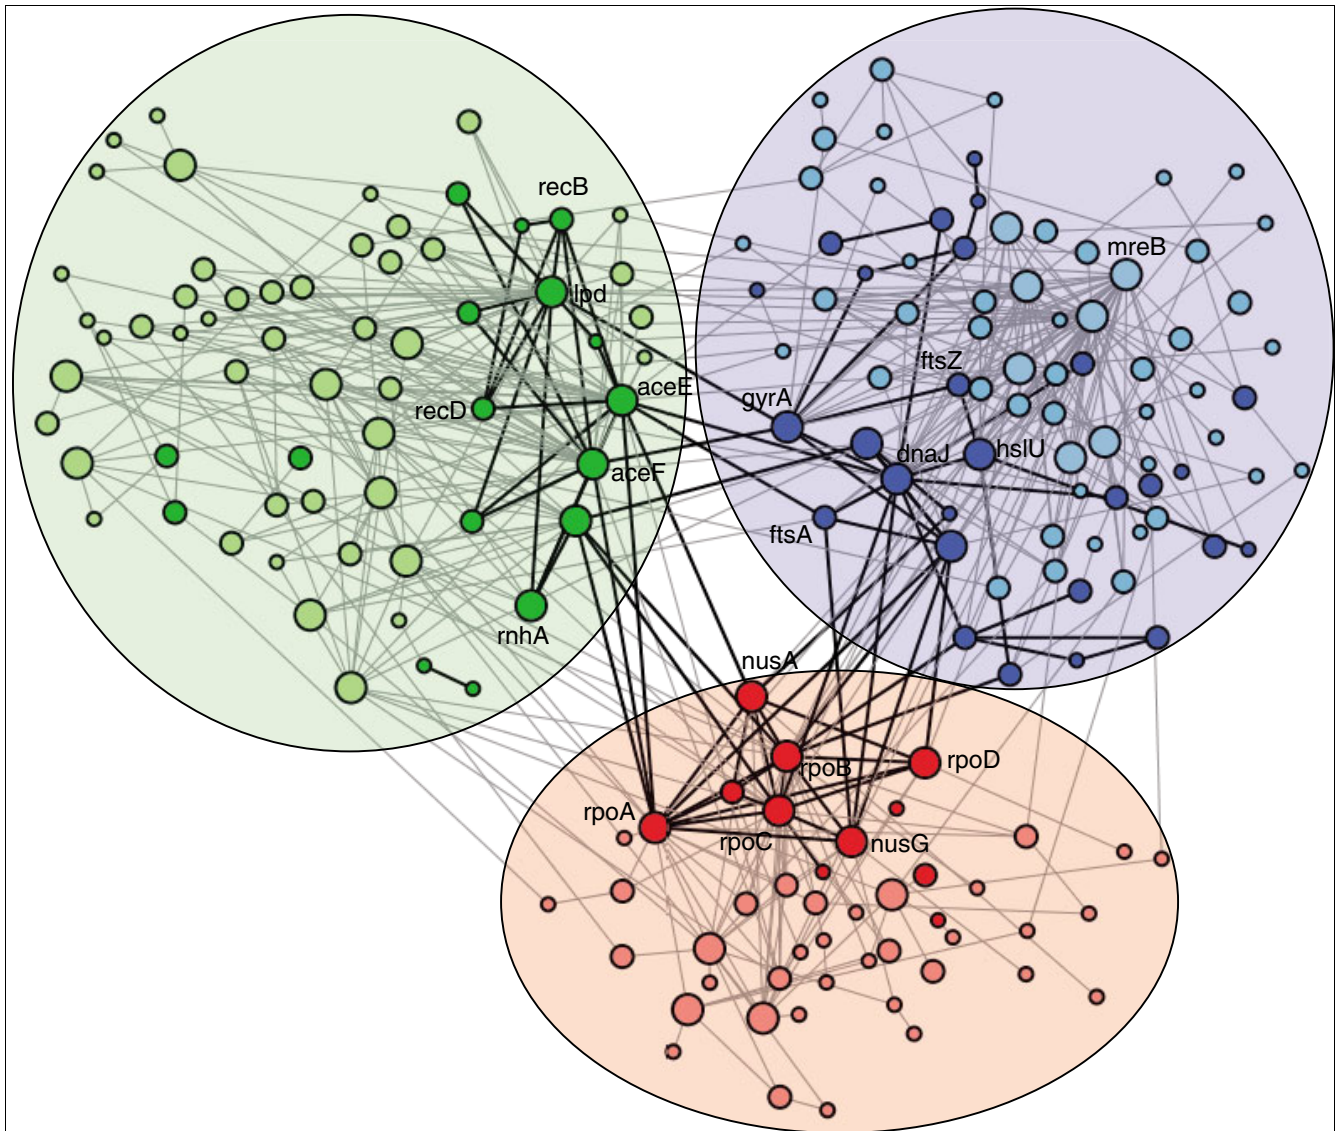 recB
mreB
lpd
ftsZ
aceE
gyrA
recD
dnaJ
hslU
aceF
ftsA
rnhA
nusA
rpoB
rpoD
rpoA
rpoC
nusG